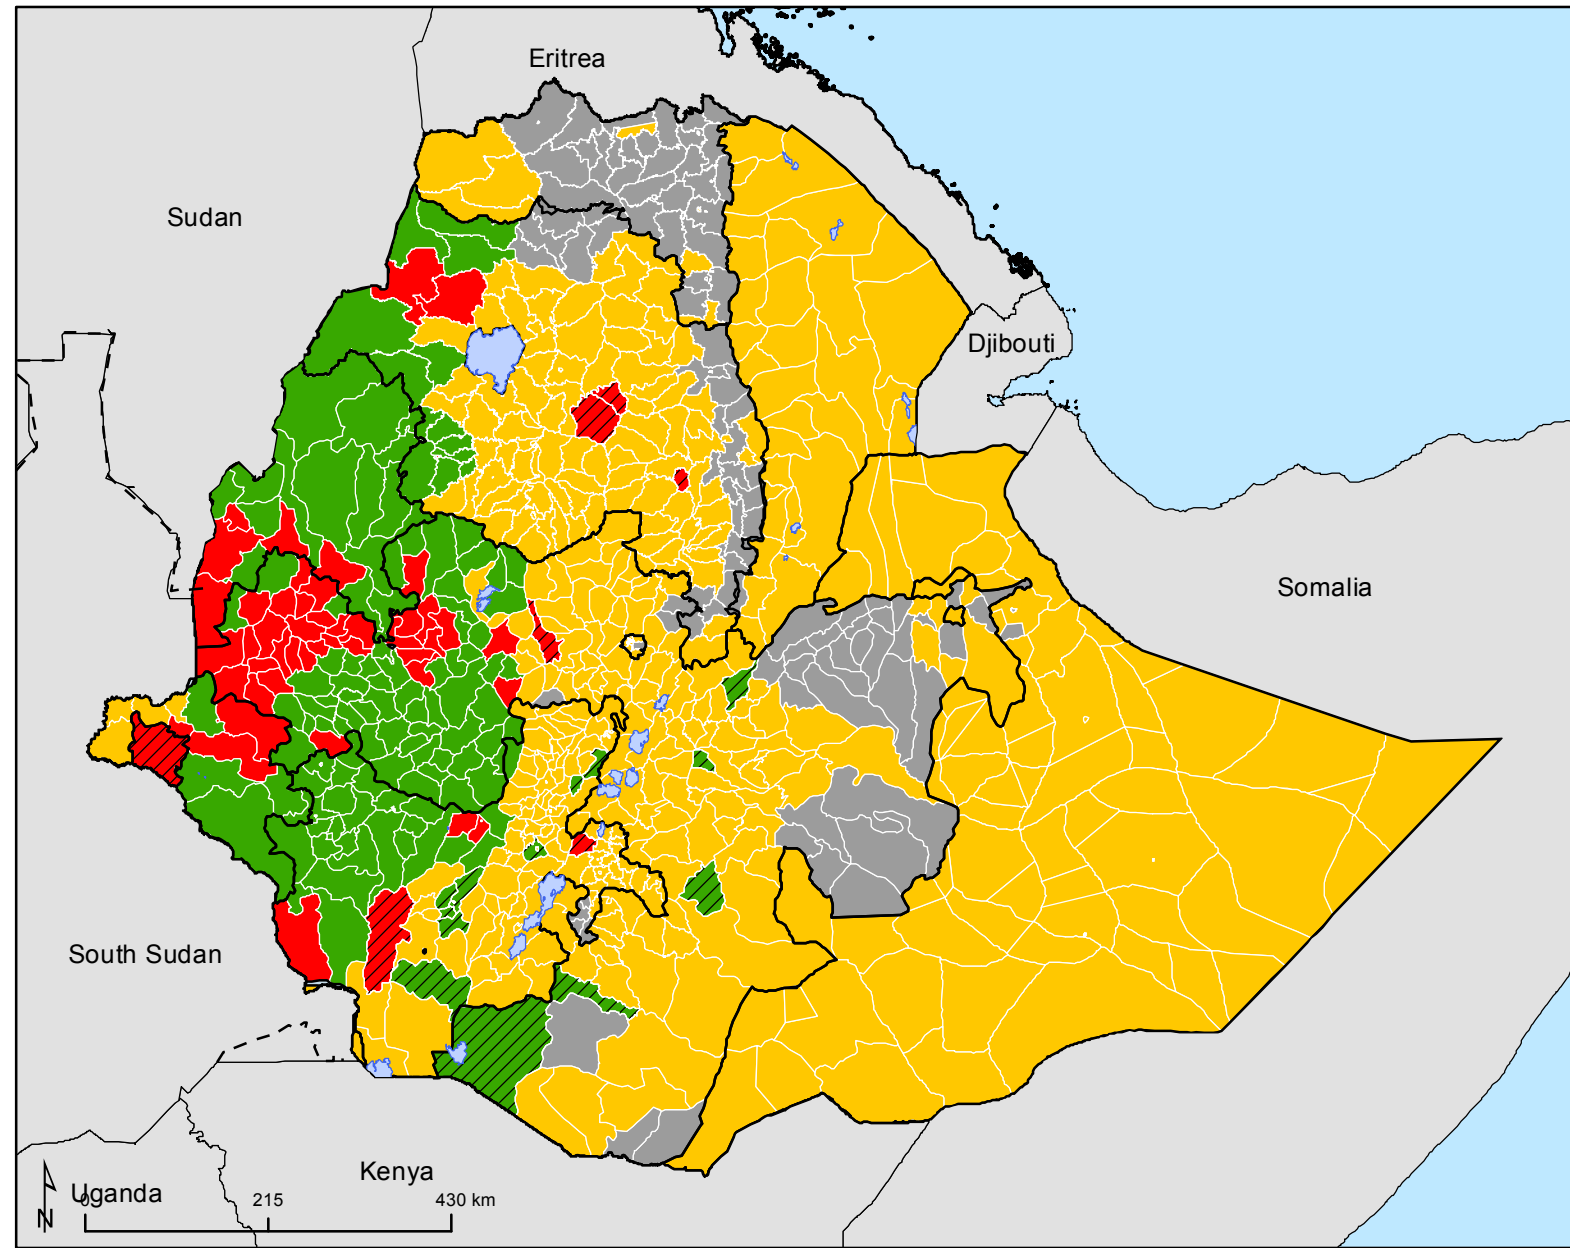 Eritrea
Sudan
Djibouti
Somalia
South Sudan
Kenya
Uganda
0 215 430 km
N